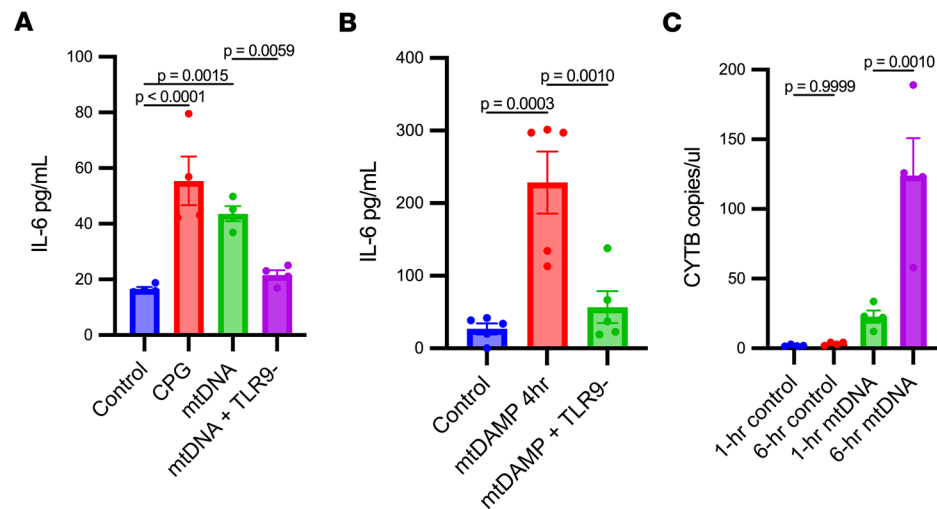 A
IL-6 pg/mL
100
80
60
40
20
0
p = 0.0059
p = 0.0015
p < 0.0001
Control
CPG
mtDNA
mtDNA + TLR9-
B
IL-6 pg/mL
400
300
200
100
0
p = 0.0010
p = 0.0003
Control
mtDAMP 4hr
mtDAMP + TLR9-
C
CYTB copies/ul
200
150
100
50
0
p = 0.0010
p = 0.9999
1-hr control
6-hr control
1-hr mtDNA
6-hr mtDNA